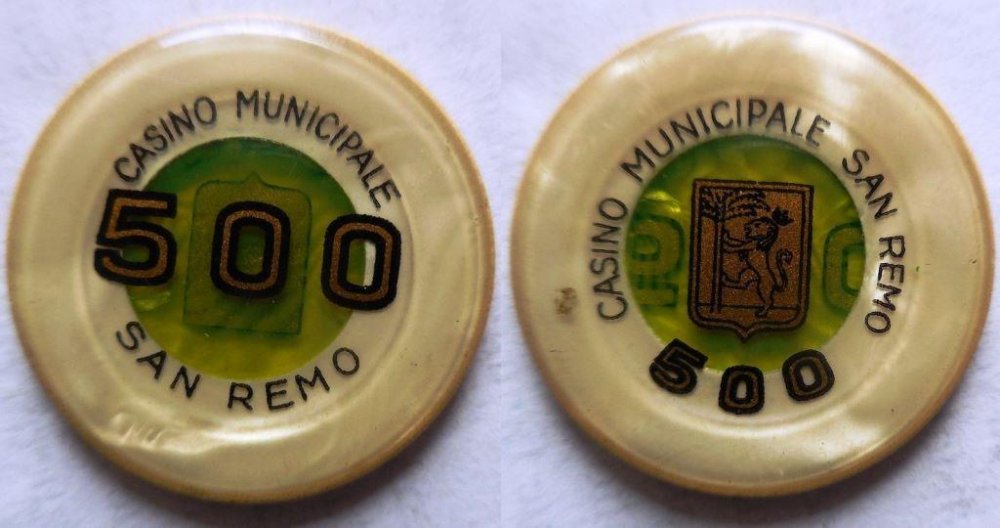 CASINO MUNICIPALE
500
SAN REMO
CASINO MUNICIPALE SAN REMO
500